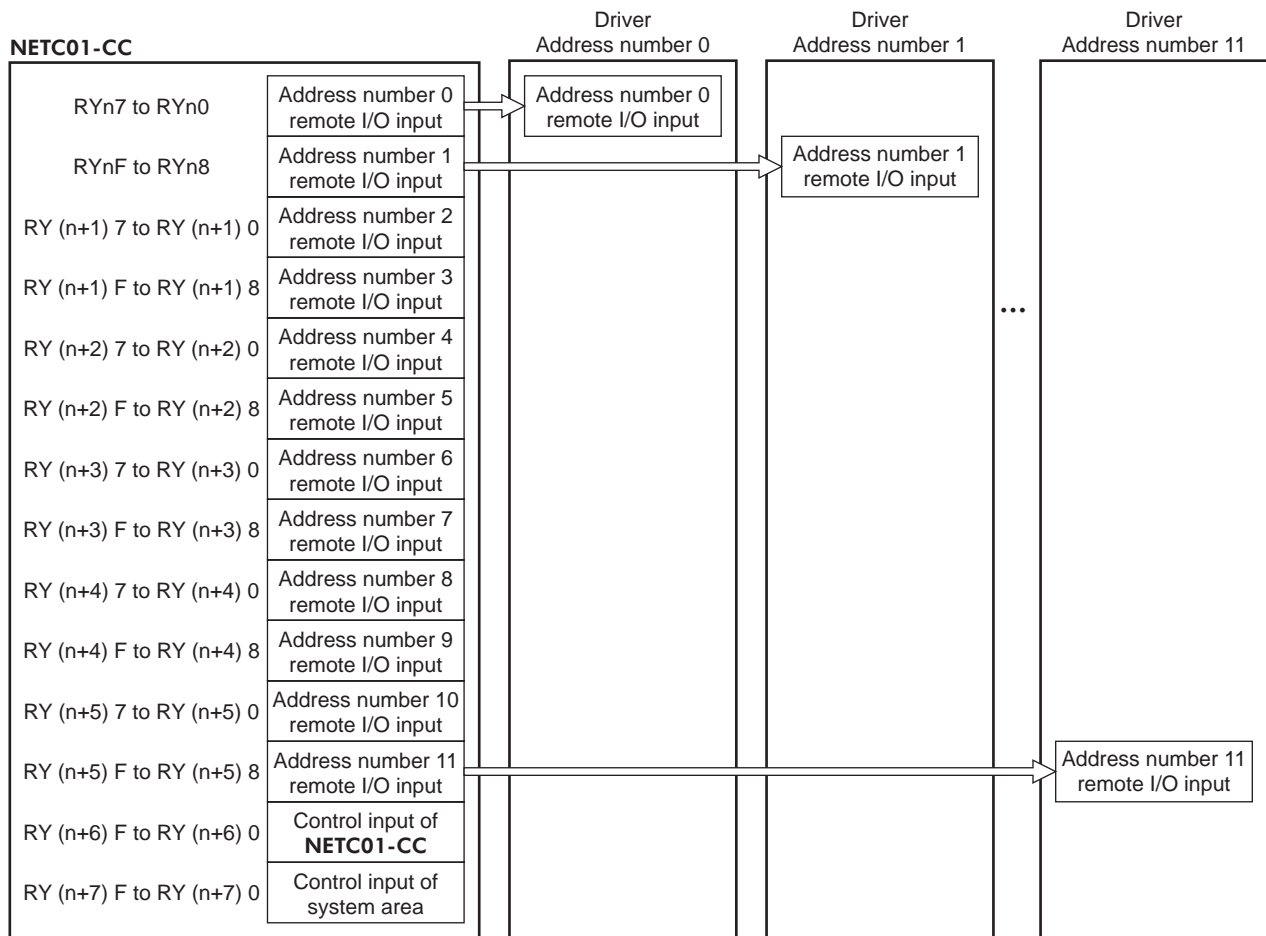 Driver
Address number 0
Driver
Address number 1
Driver
Address number 11
NETC01-CC
RYn7 to RYn0
Address number 0
remote I/O input
Address number 0
remote I/O input
RYnF to RYn8
Address number 1
remote I/O input
Address number 1
remote I/O input
RY (n+1) 7 to RY (n+1) 0
Address number 2
remote I/O input
RY (n+1) F to RY (n+1) 8
Address number 3
remote I/O input
...
RY (n+2) 7 to RY (n+2) 0
Address number 4
remote I/O input
RY (n+2) F to RY (n+2) 8
Address number 5
remote I/O input
RY (n+3) 7 to RY (n+3) 0
Address number 6
remote I/O input
RY (n+3) F to RY (n+3) 8
Address number 7
remote I/O input
RY (n+4) 7 to RY (n+4) 0
Address number 8
remote I/O input
RY (n+4) F to RY (n+4) 8
Address number 9
remote I/O input
RY (n+5) 7 to RY (n+5) 0
Address number 10
remote I/O input
RY (n+5) F to RY (n+5) 8
Address number 11
remote I/O input
Address number 11
remote I/O input
RY (n+6) F to RY (n+6) 0
Control input of
NETC01-CC
RY (n+7) F to RY (n+7) 0
Control input of
system area